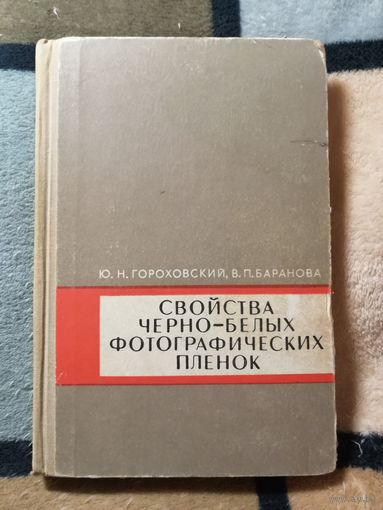 Ю. Н. ГОРОХОВСКИЙ, В. П. БАРАНОВА
СВОЙСТВА
ЧЕРНО-БЕЛЫХ
ФОТОГРАФИЧЕСКИХ
ПЛЕНОК